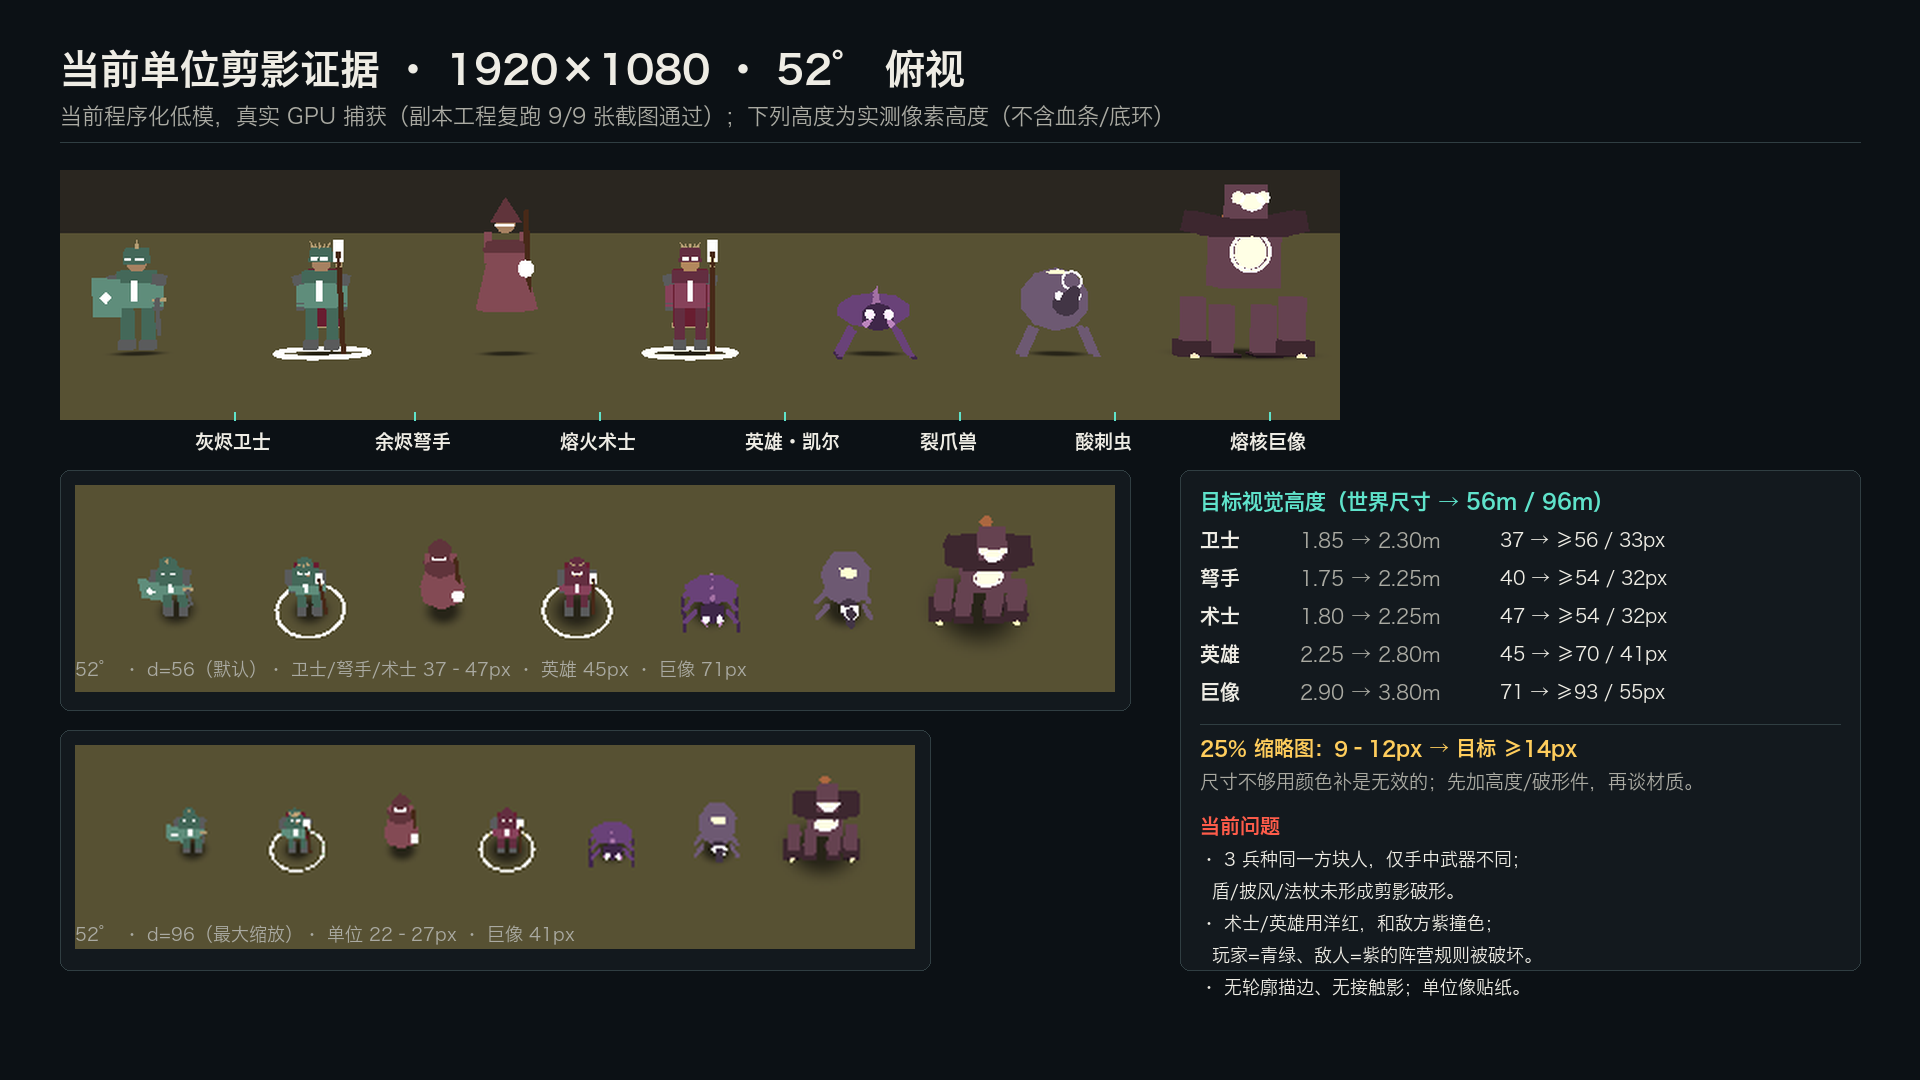 当前单位剪影证据 · 1920×1080 · 52° 俯视
当前程序化低模，真实 GPU 捕获（副本工程复跑 9/9 张截图通过）；下列高度为实测像素高度（不含血条/底环）
灰烬卫士 余烬弩手 熔火术士 英雄·凯尔 裂爪兽 酸刺虫 熔核巨像
52° · d=56（默认） · 卫士/弩手/术士 37 - 47px · 英雄 45px · 巨像 71px
52° · d=96（最大缩放） · 单位 22 - 27px · 巨像 41px
目标视觉高度（世界尺寸 → 56m / 96m）
卫士 1.85 → 2.30m 37 → ≥56 / 33px
弩手 1.75 → 2.25m 40 → ≥54 / 32px
术士 1.80 → 2.25m 47 → ≥54 / 32px
英雄 2.25 → 2.80m 45 → ≥70 / 41px
巨像 2.90 → 3.80m 71 → ≥93 / 55px
25% 缩略图：9 - 12px → 目标 ≥14px
尺寸不够用颜色补是无效的；先加高度/破形件，再谈材质。
当前问题
· 3 兵种同一方块人，仅手中武器不同；
盾/披风/法杖未形成剪影破形。
· 术士/英雄用洋红，和敌方紫撞色；
玩家=青绿、敌人=紫的阵营规则被破坏。
· 无轮廓描边、无接触影；单位像贴纸。